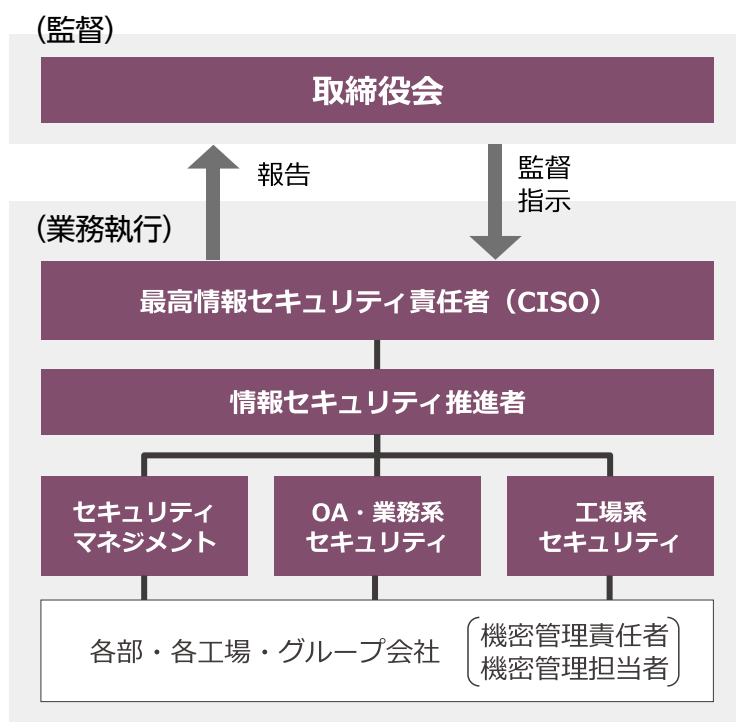 （監督）
取締役会
報告
監督
指示
（業務執行）
最高情報セキュリティ責任者（CISO）
情報セキュリティ推進者
セキュリティ
マネジメント
OA・業務系
セキュリティ
工場系
セキュリティ
各部・各工場・グループ会社
機密管理責任者
機密管理担当者